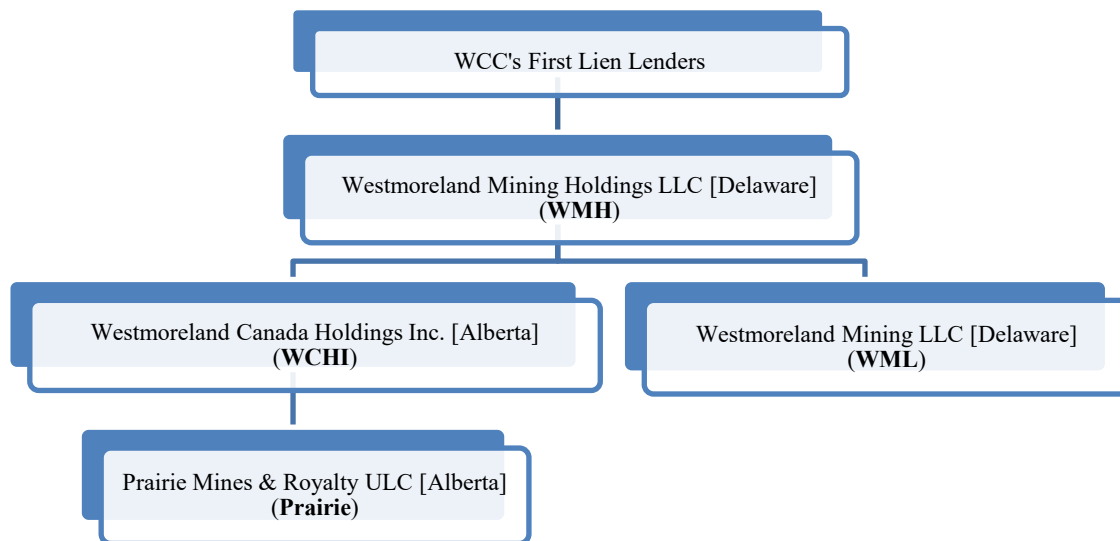 WCC's First Lien Lenders
Westmoreland Mining Holdings LLC [Delaware]
(WMH)
Westmoreland Canada Holdings Inc. [Alberta]
(WCHI)
Westmoreland Mining LLC [Delaware]
(WML)
Prairie Mines & Royalty ULC [Alberta]
(Prairie)